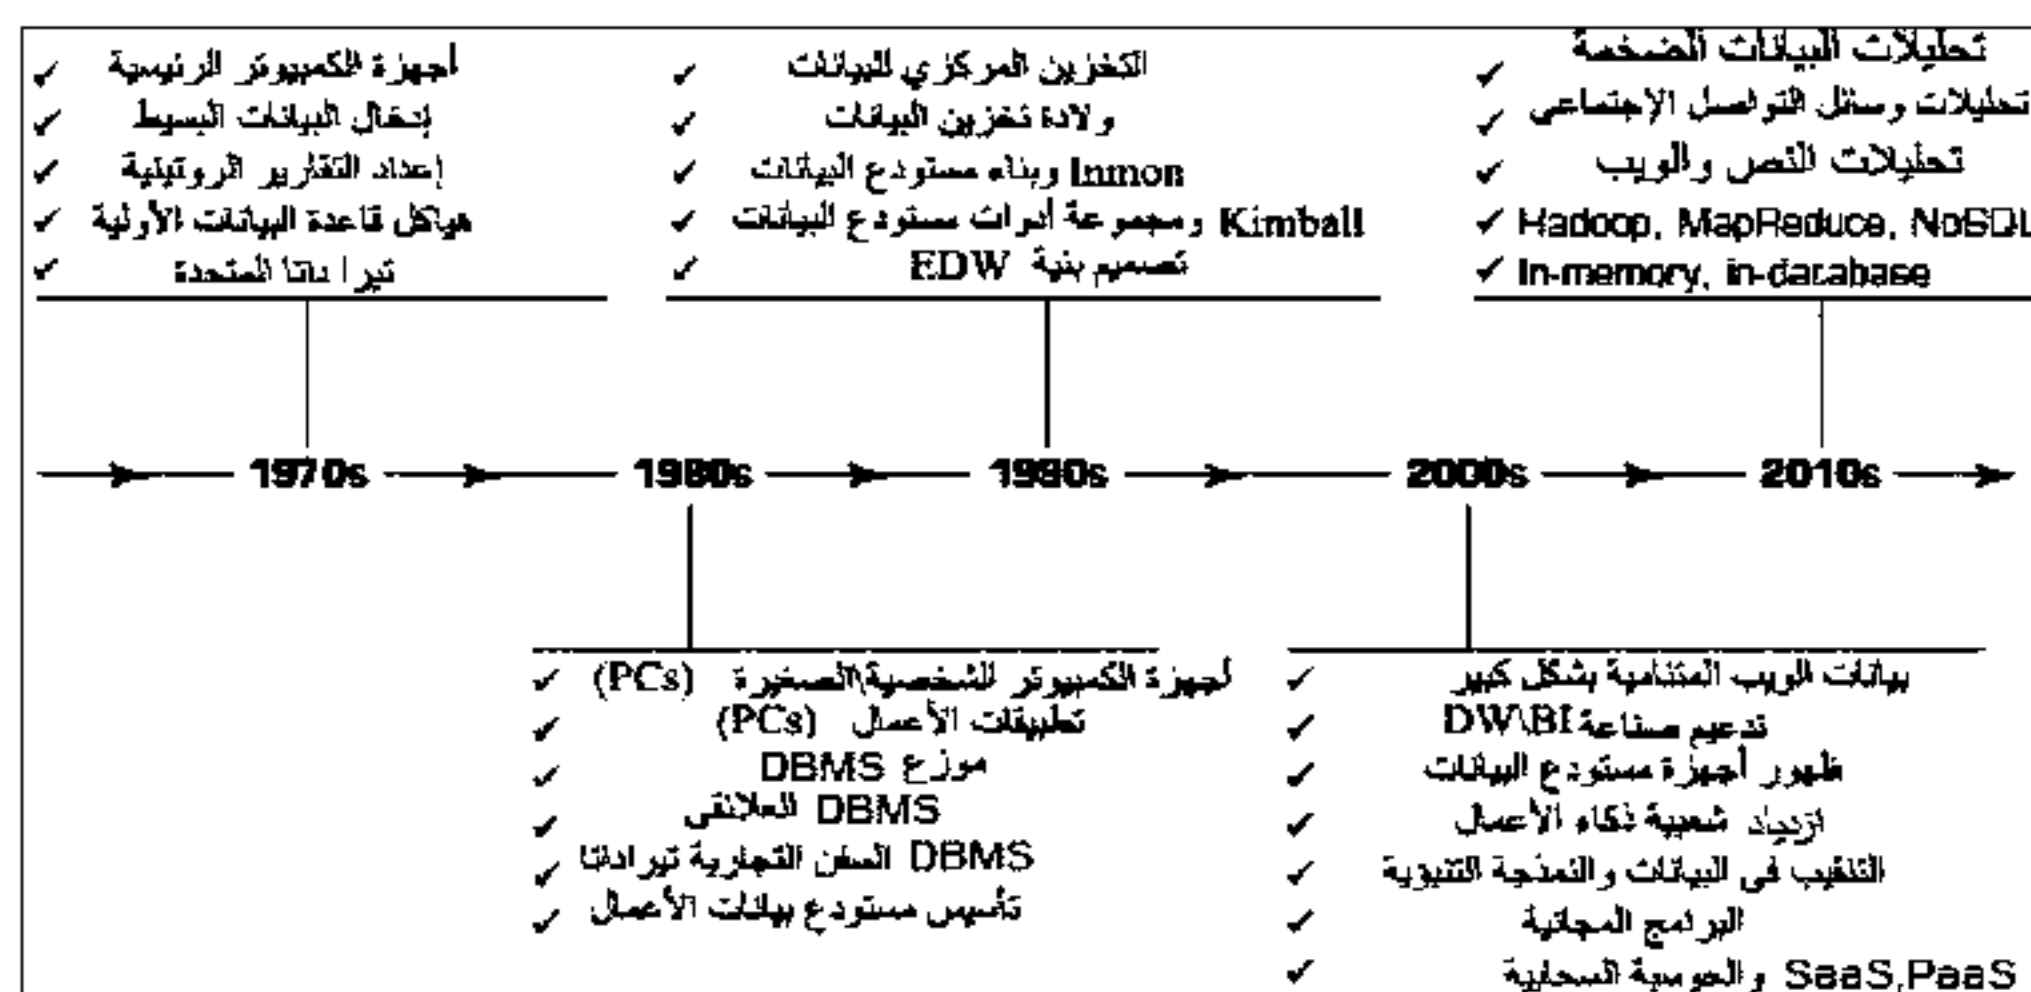 أجهزة الكمبيوتر الرئيسية
إدخال البيانات البسيط
إعداد التقارير الروتينية
هياكل قاعدة البيانات الأولية
تيرا داتا المتحدة
التخزين المركزي للبيانات
ولادة تخزين البيانات
Inmon وبناء مستودع البيانات
Kimball ومجموعة أدوات مستودع البيانات
تصميم بنية EDW
تحليلات البيانات الضخمة
تحليلات وسائل التواصل الإجتماعى
تحليلات النص والويب
Hadoop, MapReduce, NoSQL
In-memory, in-database
1970s 1980s 1990s 2000s 2010s
أجهزة الكمبيوتر الشخصية\الصغيرة (PCs)
تطبيقات الأعمال (PCs)
موزع DBMS
DBMS العلائقى
DBMS السفن التجارية تيراداتا
تأسيس مستودع بيانات الأعمال
بيانات الويب المتنامية بشكل كبير
تدعيم صناعة DW\BI
ظهور أجهزة مستودع البيانات
ازدياد شعبية ذكاء الأعمال
التنقيب فى البيانات والنمذجة التنبوية
البرامج المجانية
SaaS,PaaS والحوسبة السحابية